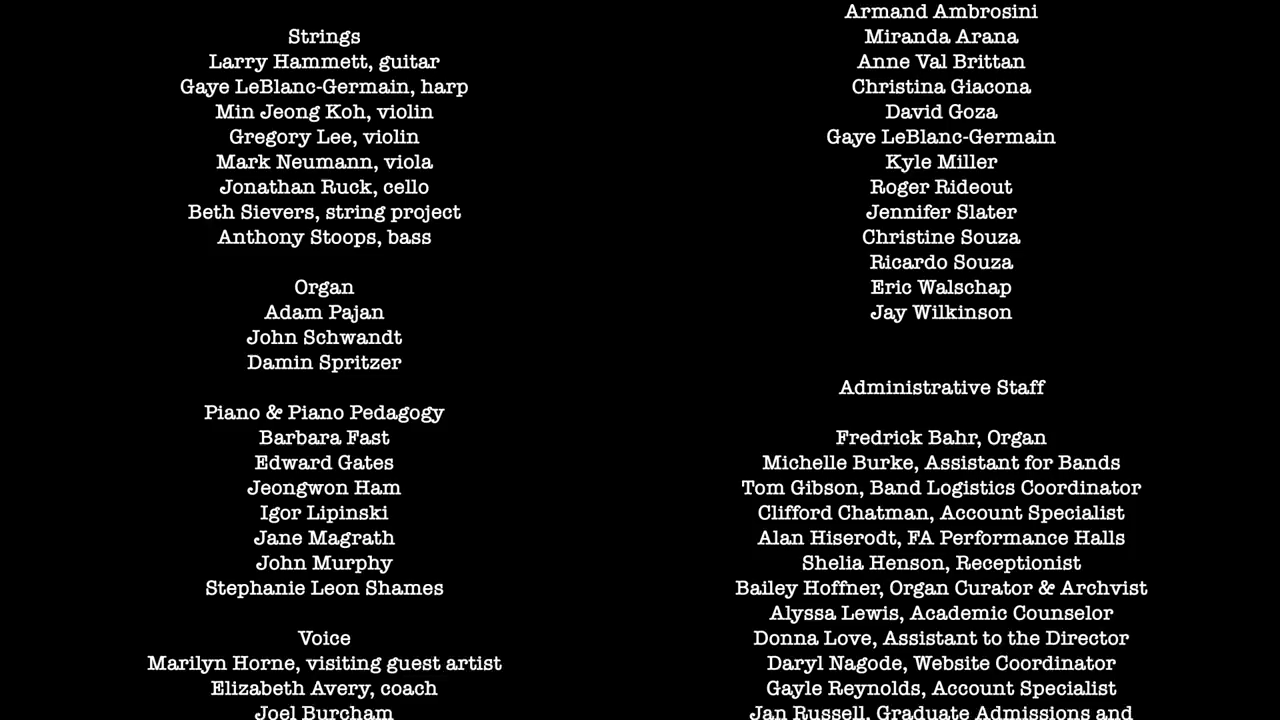 Strings
Larry Hammett, guitar
Gaye LeBlanc-Germain, harp
Min Jeong Koh, violin
Gregory Lee, violin
Mark Neumann, viola
Jonathan Ruck, cello
Beth Sievers, string project
Anthony Stoops, bass
Organ
Adam Pajan
John Schwandt
Damin Spritzer
Piano & Piano Pedagogy
Barbara Fast
Edward Gates
Jeongwon Ham
Igor Lipinski
Jane Magrath
John Murphy
Stephanie Leon Shames
Voice
Marilyn Horne, visiting guest artist
Elizabeth Avery, coach
Joel Burcham
Armand Ambrosini
Miranda Arana
Anne Val Brittan
Christina Giacona
David Goza
Gaye LeBlanc-Germain
Kyle Miller
Roger Rideout
Jennifer Slater
Christine Souza
Ricardo Souza
Eric Walschap
Jay Wilkinson
Administrative Staff
Fredrick Bahr, Organ
Michelle Burke, Assistant for Bands
Tom Gibson, Band Logistics Coordinator
Clifford Chatman, Account Specialist
Alan Hiserodt, FA Performance Halls
Shelia Henson, Receptionist
Bailey Hoffner, Organ Curator & Archvist
Alyssa Lewis, Academic Counselor
Donna Love, Assistant to the Director
Daryl Nagode, Website Coordinator
Gayle Reynolds, Account Specialist
Jan Russell, Graduate Admissions and